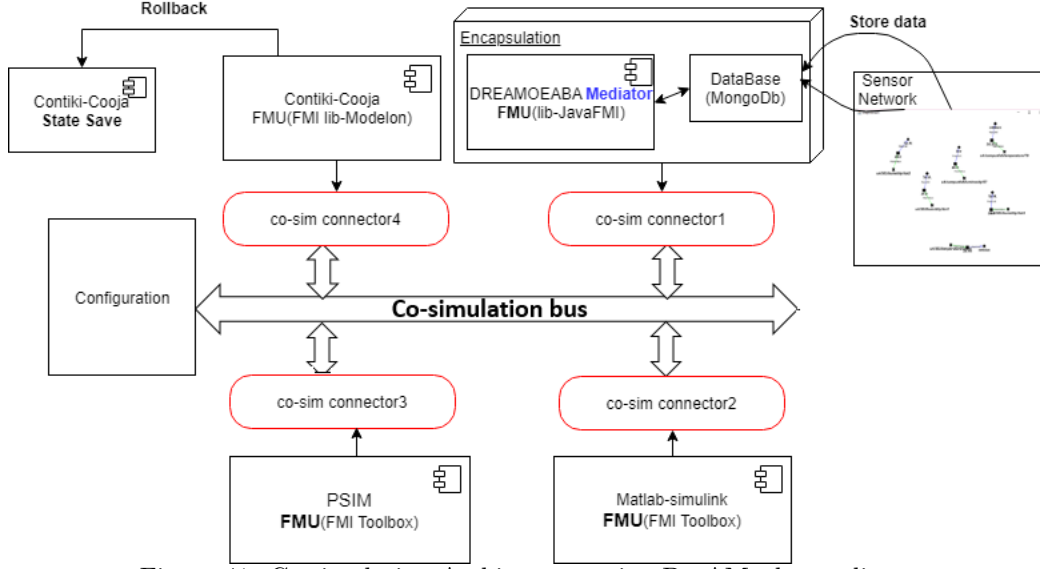 Rollback
Store data
Encapsulation
Contiki-Cooja
State Save
Contiki-Cooja
FMU(FMI lib-Modelon)
DREAMOEABA Mediator
FMU(lib-JavaFMI)
DataBase
(MongoDb)
Sensor
Network
co-sim connector4
co-sim connector1
Configuration
Co-simulation bus
co-sim connector3
co-sim connector2
PSIM
FMU(FMI Toolbox)
Matlab-simulink
FMU(FMI Toolbox)